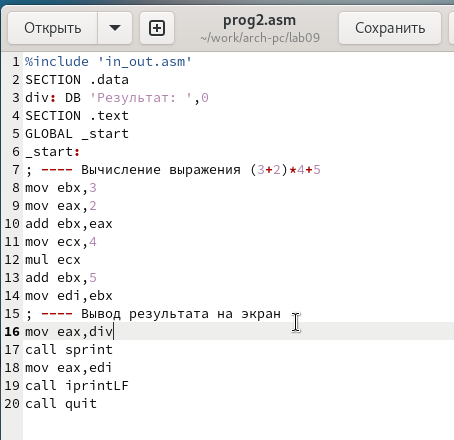 Открыть
prog2.asm
~/work/arch-pc/lab09
Сохранить
1 %include 'in_out.asm'
2 SECTION .data
3 div: DB 'Результат: ',0
4 SECTION .text
5 GLOBAL _start
6 _start:
7 ; ---- Вычисление выражения (3+2)*4+5
8 mov ebx,3
9 mov eax,2
10 add ebx,eax
11 mov ecx,4
12 mul ecx
13 add ebx,5
14 mov edi,ebx
15 ; ---- Вывод результата на экран
16 mov eax,div
17 call sprint
18 mov eax,edi
19 call iprintLF
20 call quit